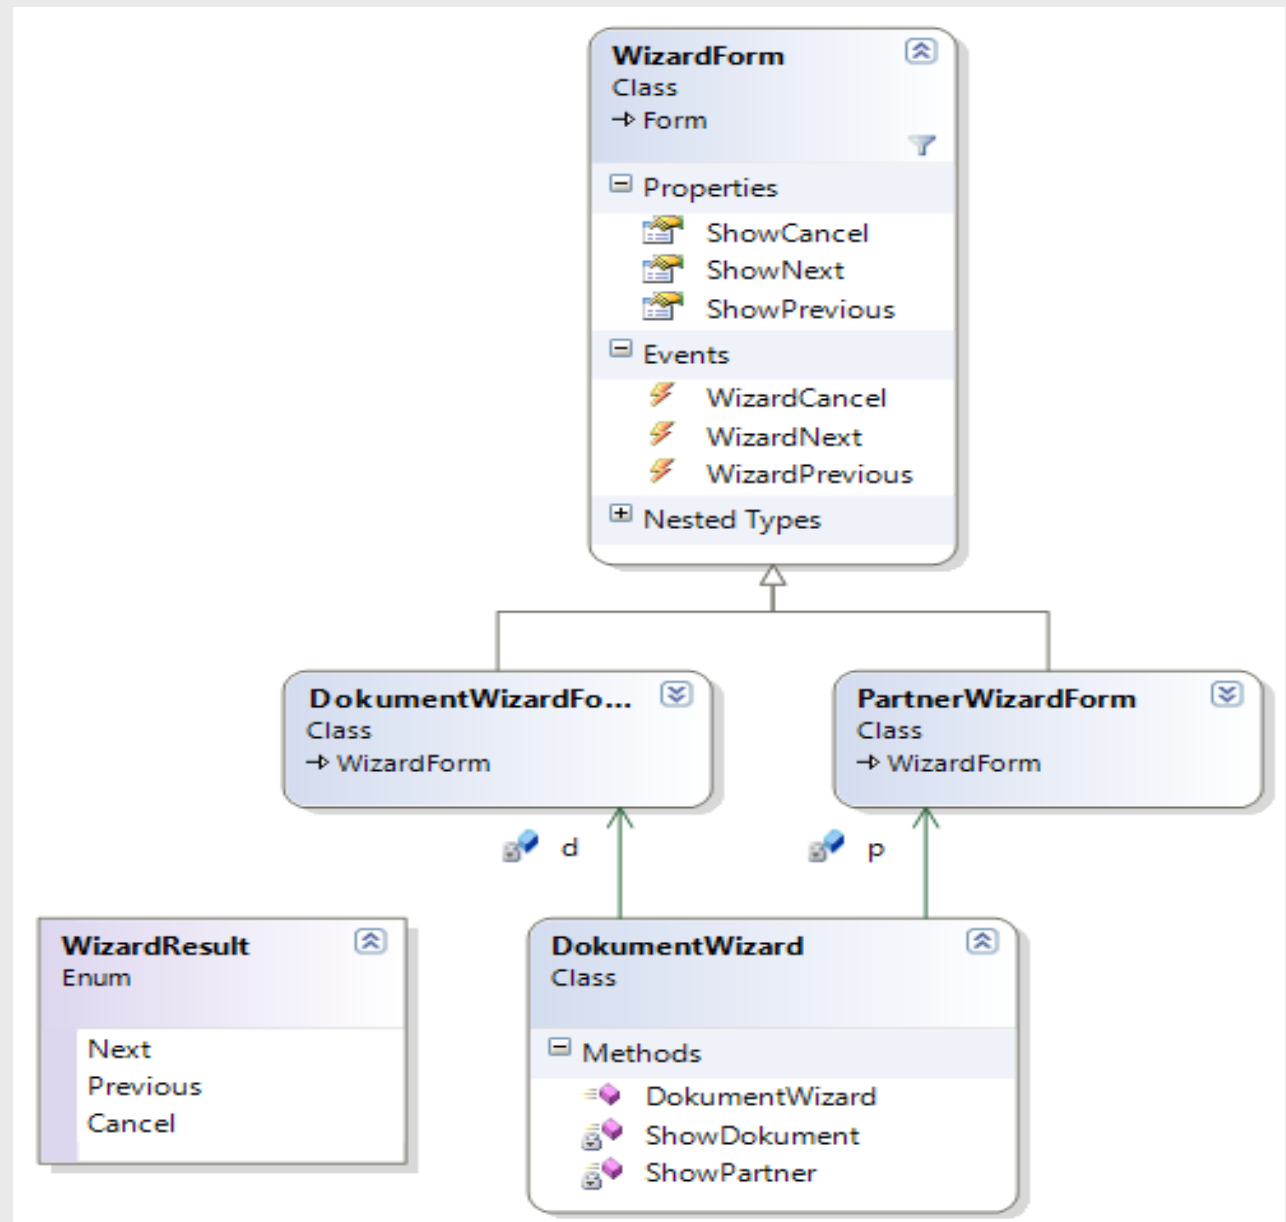 WizardForm
Class
Form
Properties
ShowCancel
ShowNext
ShowPrevious
Events
WizardCancel
WizardNext
WizardPrevious
Nested Types
DokumentWizardFo...
Class
WizardForm
PartnerWizardForm
Class
WizardForm
d
p
WizardResult
Enum
Next
Previous
Cancel
DokumentWizard
Class
Methods
DokumentWizard
ShowDokument
ShowPartner